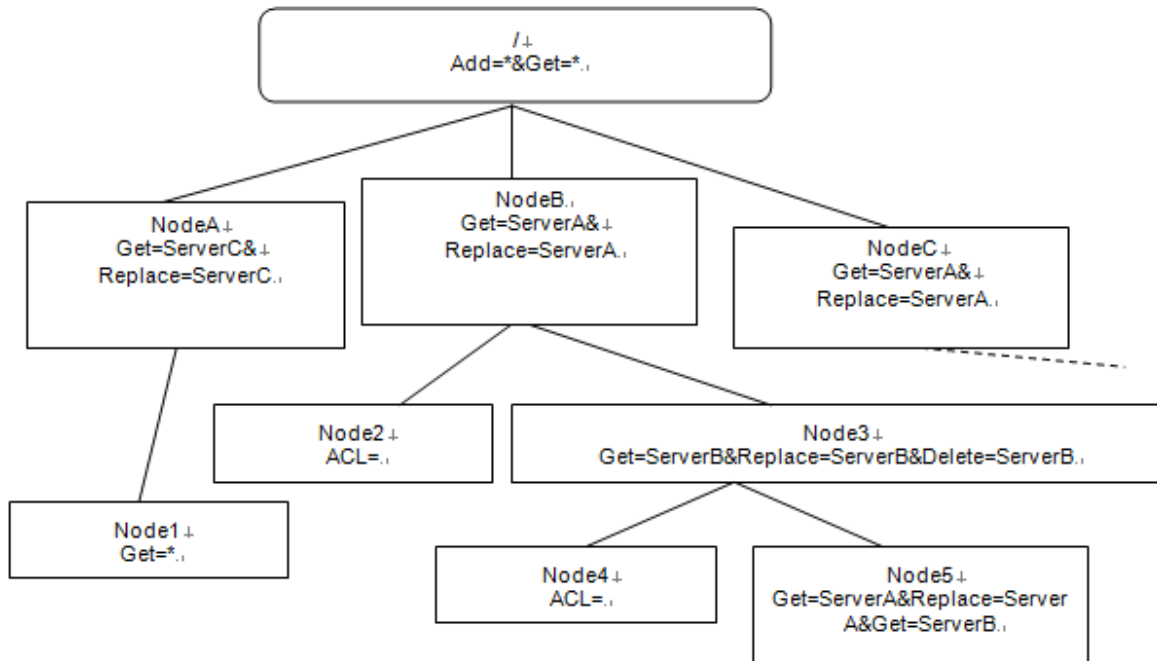 /
Add=*&Get=*.
NodeA
Get=ServerC&
Replace=ServerC.
NodeB.
Get=ServerA&
Replace=ServerA.
NodeC
Get=ServerA&
Replace=ServerA.
Node2
ACL=.
Node3
Get=ServerB&Replace=ServerB&Delete=ServerB.
Node1
Get=*.
Node4
ACL=.
Node5
Get=ServerA&Replace=Server
A&Get=ServerB.